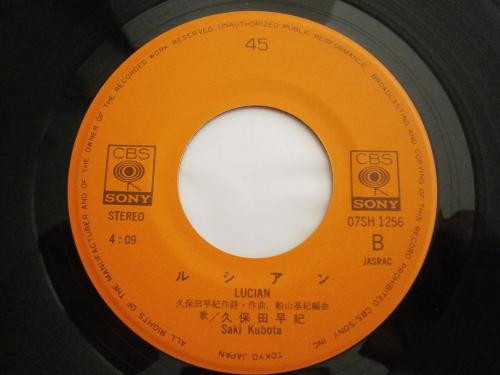 ALL RIGHTS OF THE MANUFACTURER AND OF THE OWNER OF THE RECORDED WORK RESERVED UNAUTHORIZED PUBLIC PERFORMANCE BROADCASTING AND COPYING OF THIS RECORD PROHIBITED CBS/SONY INC.
TOKYO JAPAN
45
CBS
SONY
STEREO
4:09
CBS
SONY
07SH 1256
B
JASRAC
ルシアン
LUCIAN
久保田早紀作詩・作曲, 船山基紀編曲
歌/久保田早紀
Saki Kubota